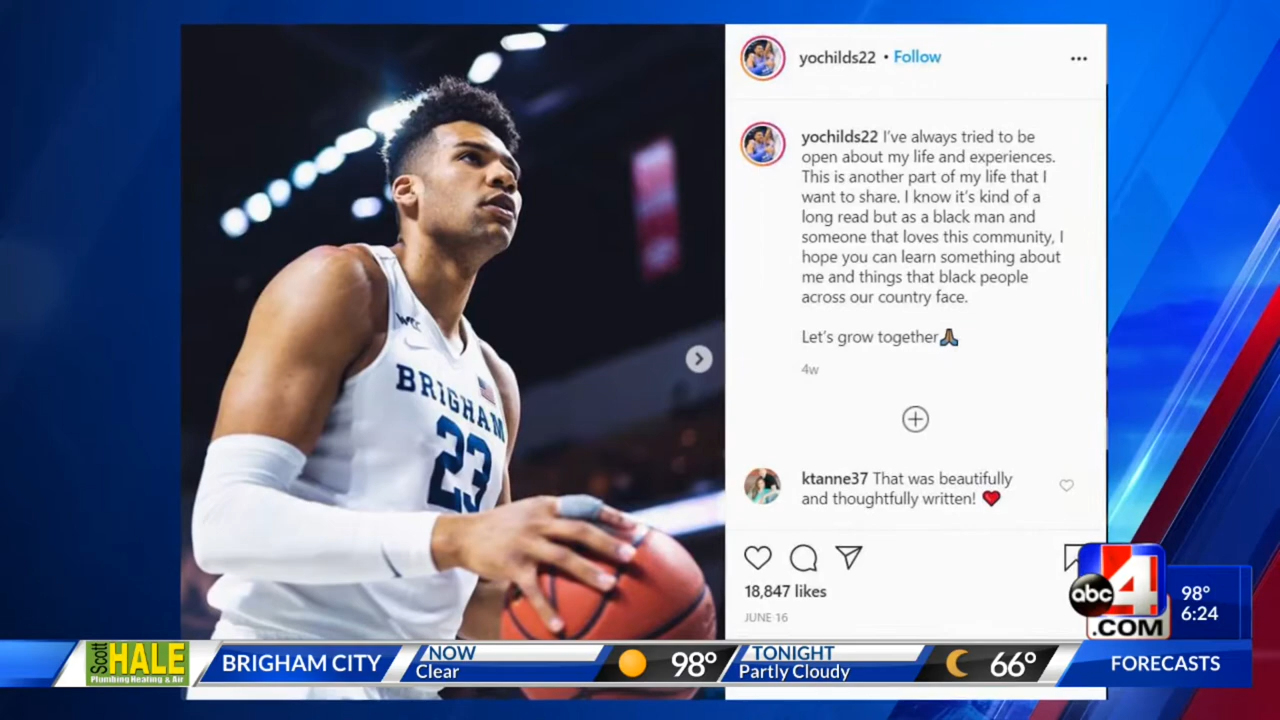 yochilds22 • Follow
yochilds22 I've always tried to be
open about my life and experiences.
This is another part of my life that I
want to share. I know it's kind of a
long read but as a black man and
someone that loves this community, I
hope you can learn something about
me and things that black people
across our country face.
Let's grow together🙏🏾
4w
ktanne37 That was beautifully
and thoughtfully written! ❤️
18,847 likes
JUNE 16
WCC
BRIGHAM
23
abc
4
.COM
98°
6:24
Scott
HALE
Plumbing Heating & Air
BRIGHAM CITY
NOW
Clear
98°
TONIGHT
Partly Cloudy
66°
FORECASTS